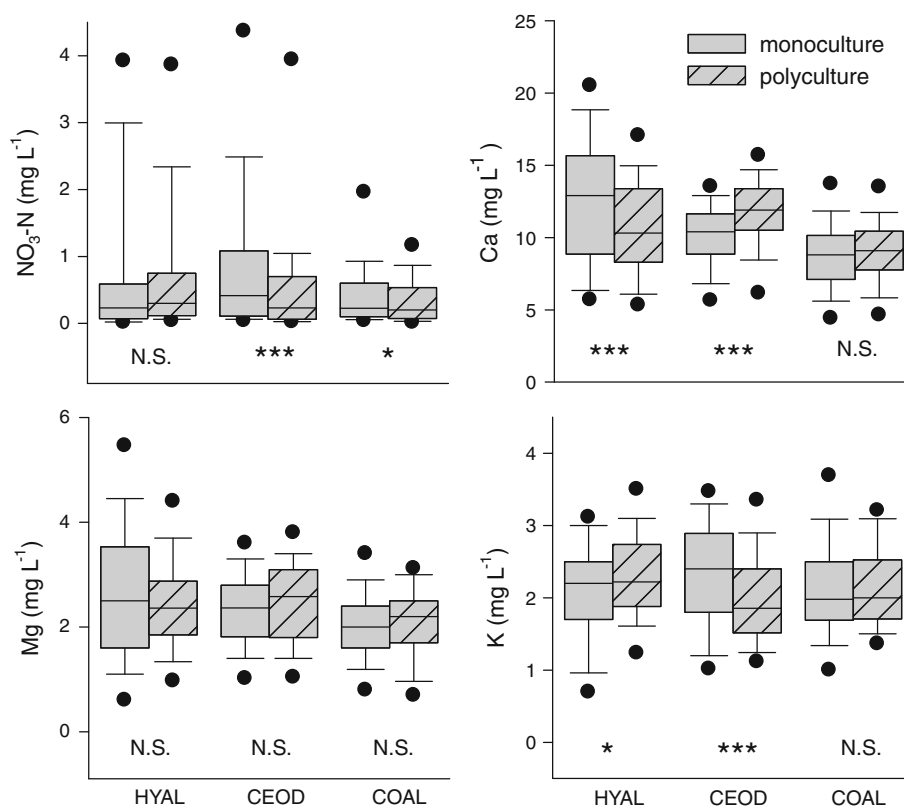 NO₃-N (mg L⁻¹)
4
3
2
1
0
N.S.
***
*
Ca (mg L⁻¹)
25
20
15
10
5
0
monoculture
polyculture
***
***
N.S.
Mg (mg L⁻¹)
6
4
2
0
N.S.
N.S.
N.S.
HYAL
CEOD
COAL
K (mg L⁻¹)
4
3
2
1
0
*
***
N.S.
HYAL
CEOD
COAL